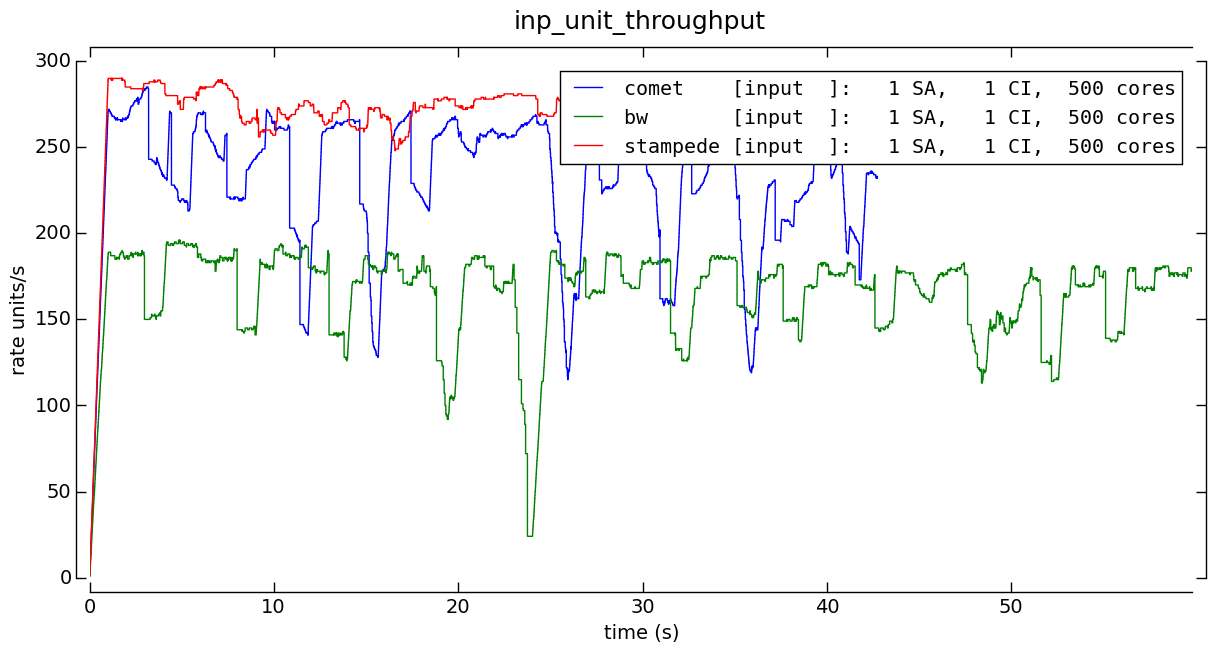 inp_unit_throughput
300
250
200
150
100
50
0
rate units/s
comet    [input  ]:   1 SA,   1 CI,  500 cores
bw       [input  ]:   1 SA,   1 CI,  500 cores
stampede [input  ]:   1 SA,   1 CI,  500 cores
0 10 20 30 40 50
time (s)